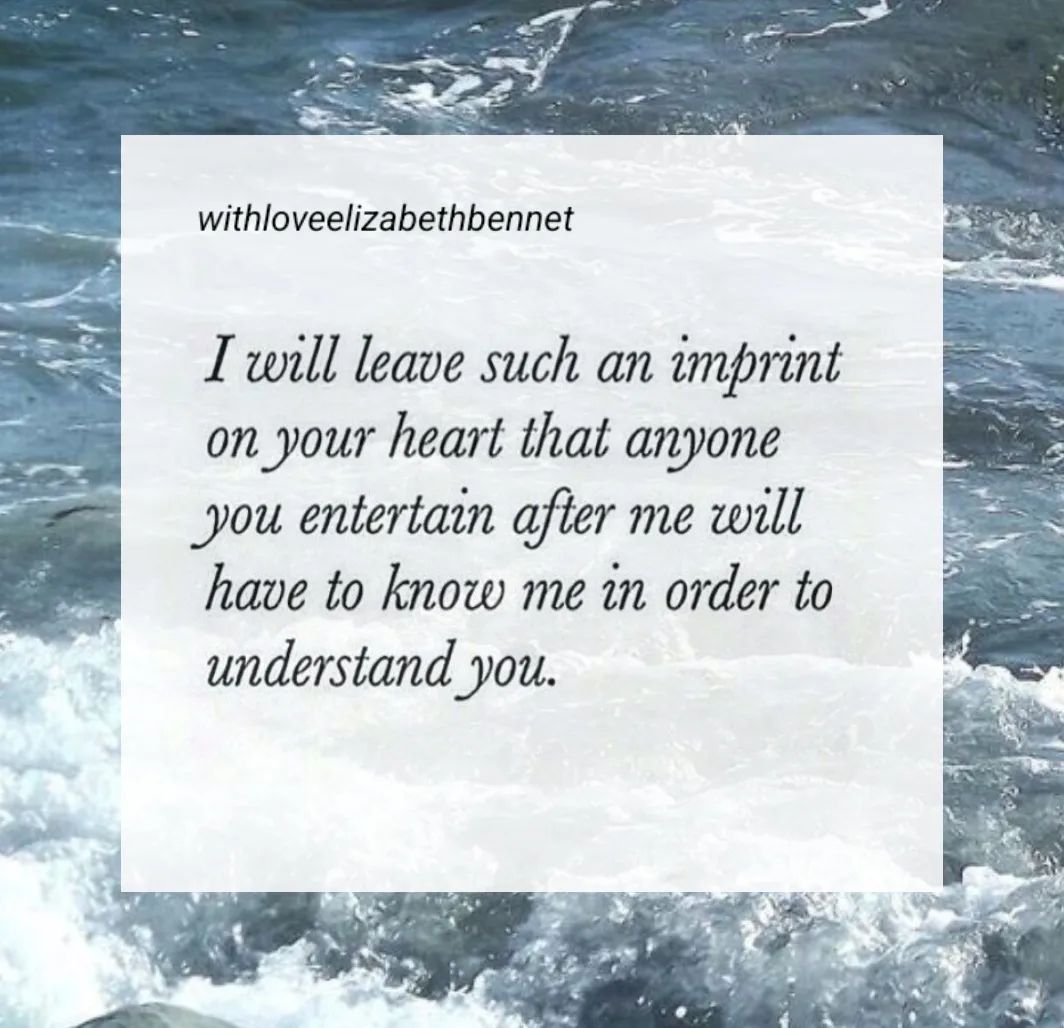 withloveelizabethbennet
I will leave such an imprint
on your heart that anyone
you entertain after me will
have to know me in order to
understand you.